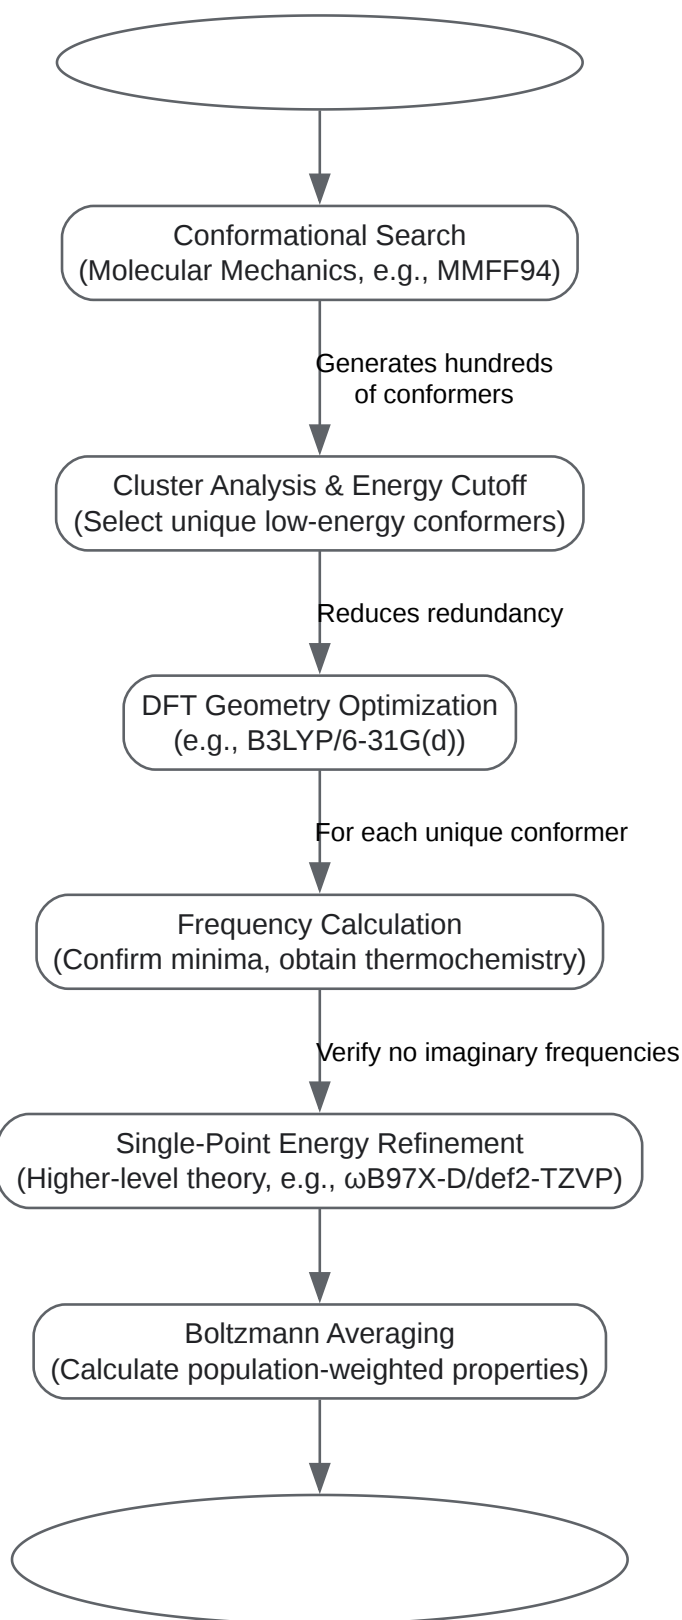 Conformational Search
(Molecular Mechanics, e.g., MMFF94)
Generates hundreds
of conformers
Cluster Analysis & Energy Cutoff
(Select unique low-energy conformers)
Reduces redundancy
DFT Geometry Optimization
(e.g., B3LYP/6-31G(d))
For each unique conformer
Frequency Calculation
(Confirm minima, obtain thermochemistry)
Verify no imaginary frequencies
Single-Point Energy Refinement
(Higher-level theory, e.g., ωB97X-D/def2-TZVP)
Boltzmann Averaging
(Calculate population-weighted properties)